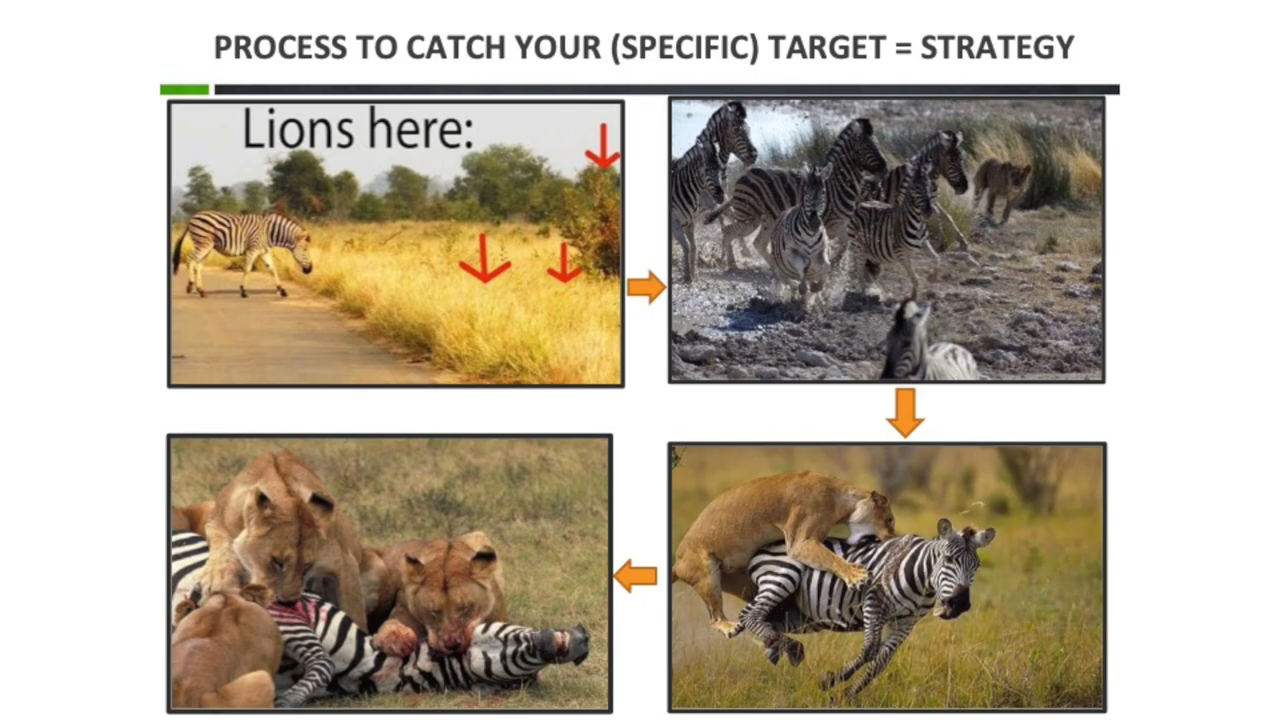 PROCESS TO CATCH YOUR (SPECIFIC) TARGET = STRATEGY
Lions here: